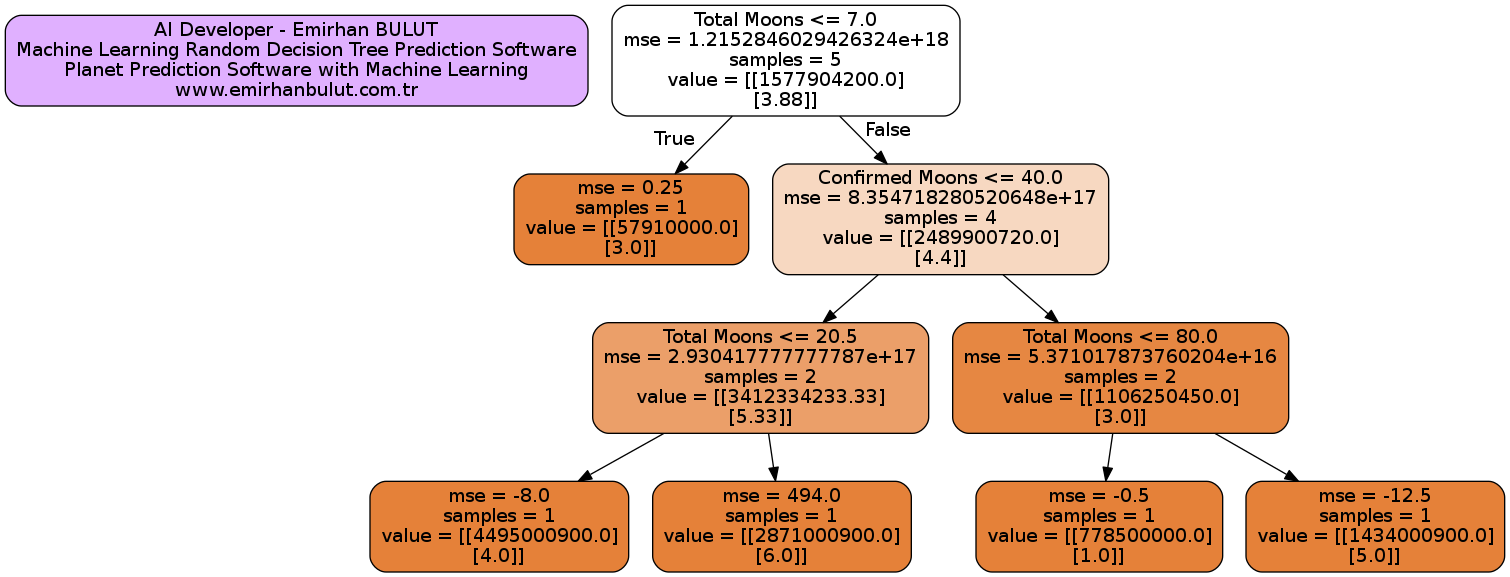 AI Developer - Emirhan BULUT
Machine Learning Random Decision Tree Prediction Software
Planet Prediction Software with Machine Learning
www.emirhanbulut.com.tr
Total Moons <= 7.0
mse = 1.2152846029426324e+18
samples = 5
value = [[1577904200.0]
[3.88]]
True
False
mse = 0.25
samples = 1
value = [[57910000.0]
[3.0]]
Confirmed Moons <= 40.0
mse = 8.354718280520648e+17
samples = 4
value = [[2489900720.0]
[4.4]]
Total Moons <= 20.5
mse = 2.930417777777787e+17
samples = 2
value = [[3412334233.33]
[5.33]]
Total Moons <= 80.0
mse = 5.371017873760204e+16
samples = 2
value = [[1106250450.0]
[3.0]]
mse = -8.0
samples = 1
value = [[4495000900.0]
[4.0]]
mse = 494.0
samples = 1
value = [[2871000900.0]
[6.0]]
mse = -0.5
samples = 1
value = [[778500000.0]
[1.0]]
mse = -12.5
samples = 1
value = [[1434000900.0]
[5.0]]